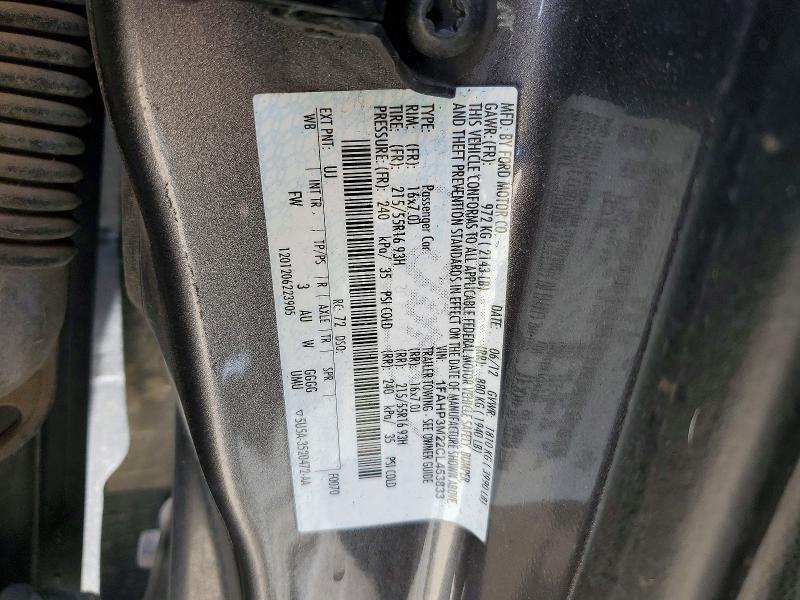 MFD. BY FORD MOTOR CO.
DATE: 06/12 GVWR: 1810 KG ( 3990 LB)
GAWR: (FR): 972 KG ( 2143 LB) (RR): 880 KG ( 1940 LB)
THIS VEHICLE CONFORMS TO ALL APPLICABLE FEDERAL MOTOR VEHICLE SAFETY, BUMPER
AND THEFT PREVENTION STANDARDS IN EFFECT ON THE DATE OF MANUFACTURE SHOWN ABOVE
VIN: 1FAHP3M22CL453833
TYPE: Passenger Car TRAILER TOWING - SEE OWNER GUIDE
RIM: (FR): 16x7.0J (RR): 16x7.0J
TIRE: (FR): 215/55R16 93H (RR): 215/55R16 93H
PRESSURE: (FR): 240 kPa/ 35 PSI COLD (RR): 240 kPa/ 35 PSI COLD
EXT PNT: UJ RC: 72 DSO: F0070
WB INT TR TP/PS R AXLE TR SPR 5U5A-3520472-AA
FW 3 AU W GGGG
UMU
1201206223905